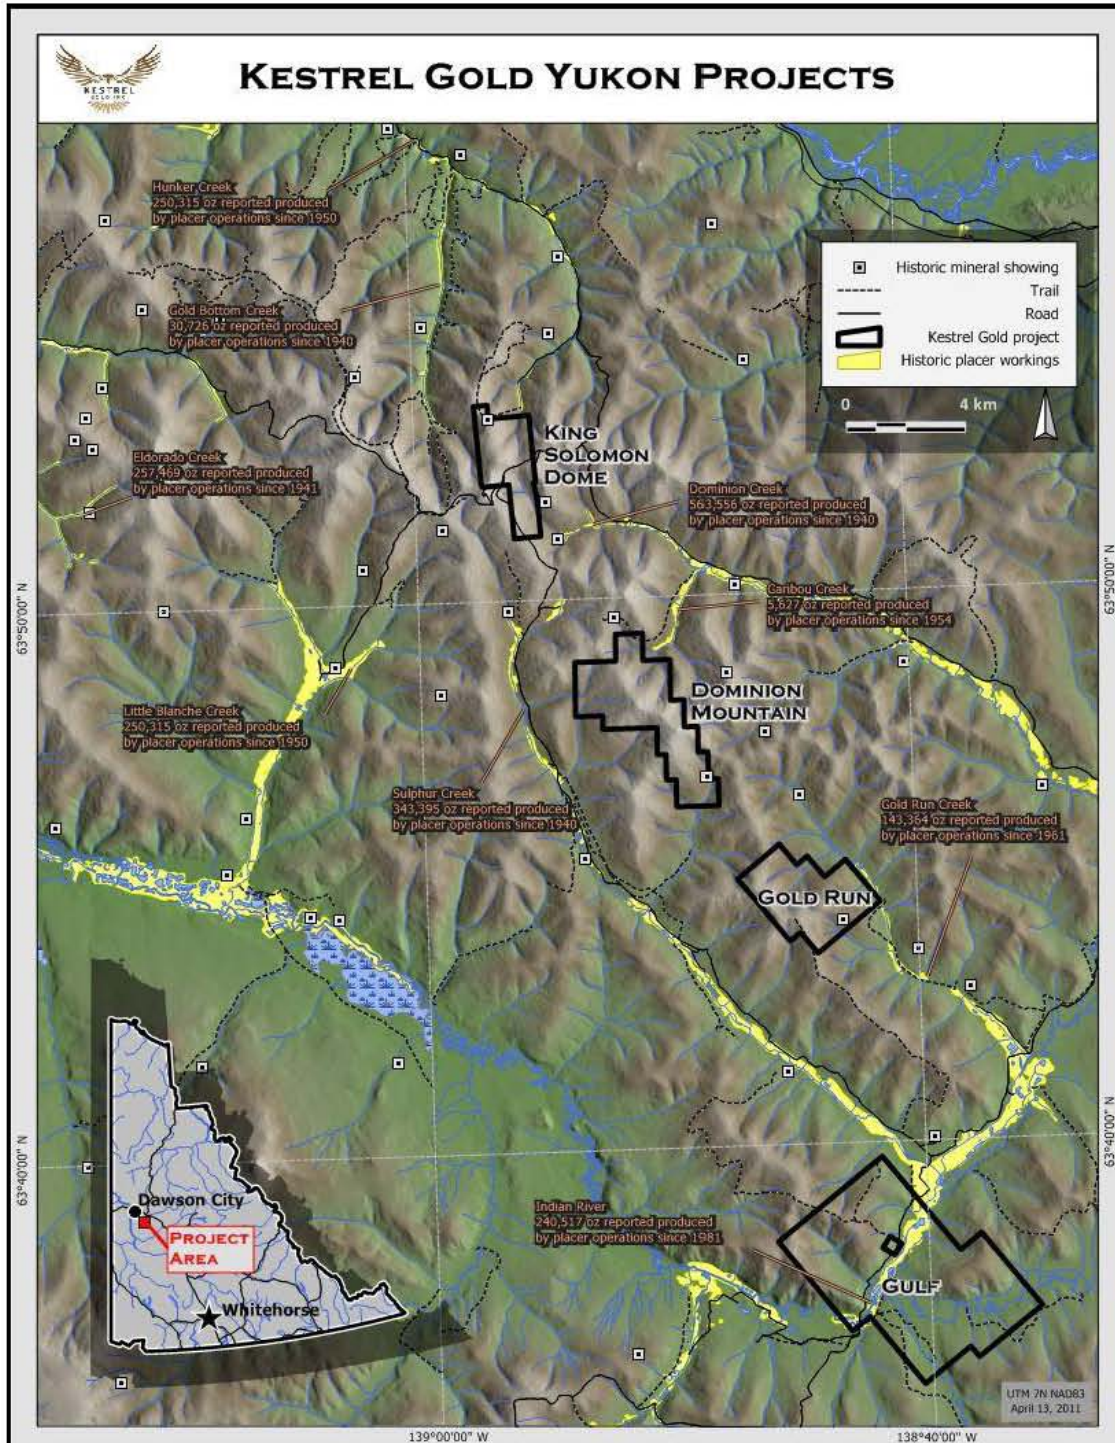 KESTREL
GOLD INC
KESTREL GOLD YUKON PROJECTS
Hunker Creek
250,315 oz reported produced
by placer operations since 1950
Historic mineral showing
Trail
Road
Kestrel Gold project
Historic placer workings
0 4 km
Gold Bottom Creek
30,726 oz reported produced
by placer operations since 1940
KING
SOLOMON
DOME
Eldorado Creek
257,469 oz reported produced
by placer operations since 1941
Dominion Creek
563,556 oz reported produced
by placer operations since 1940
Caribou Creek
5,627 oz reported produced
by placer operations since 1954
63°50'00" N
63°50'00" N
DOMINION
MOUNTAIN
Little Blanche Creek
250,315 oz reported produced
by placer operations since 1950
Sulphur Creek
343,395 oz reported produced
by placer operations since 1940
Gold Run Creek
143,364 oz reported produced
by placer operations since 1961
GOLD RUN
63°40'00" N
63°40'00" N
Dawson City
PROJECT
AREA
Whitehorse
Indian River
240,517 oz reported produced
by placer operations since 1981
GULF
UTM 7N NAD83
April 13, 2011
139°00'00" W
138°40'00" W